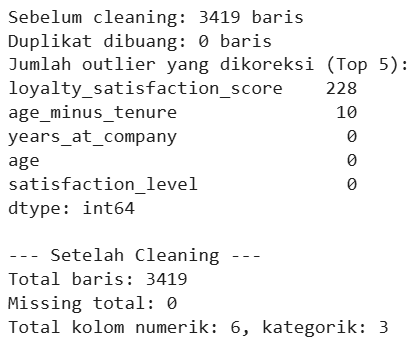 Sebelum cleaning: 3419 baris
Duplikat dibuang: 0 baris
Jumlah outlier yang dikoreksi (Top 5):
loyalty_satisfaction_score    228
age_minus_tenure               10
years_at_company                0
age                             0
satisfaction_level              0
dtype: int64

--- Setelah Cleaning ---
Total baris: 3419
Missing total: 0
Total kolom numerik: 6, kategorik: 3